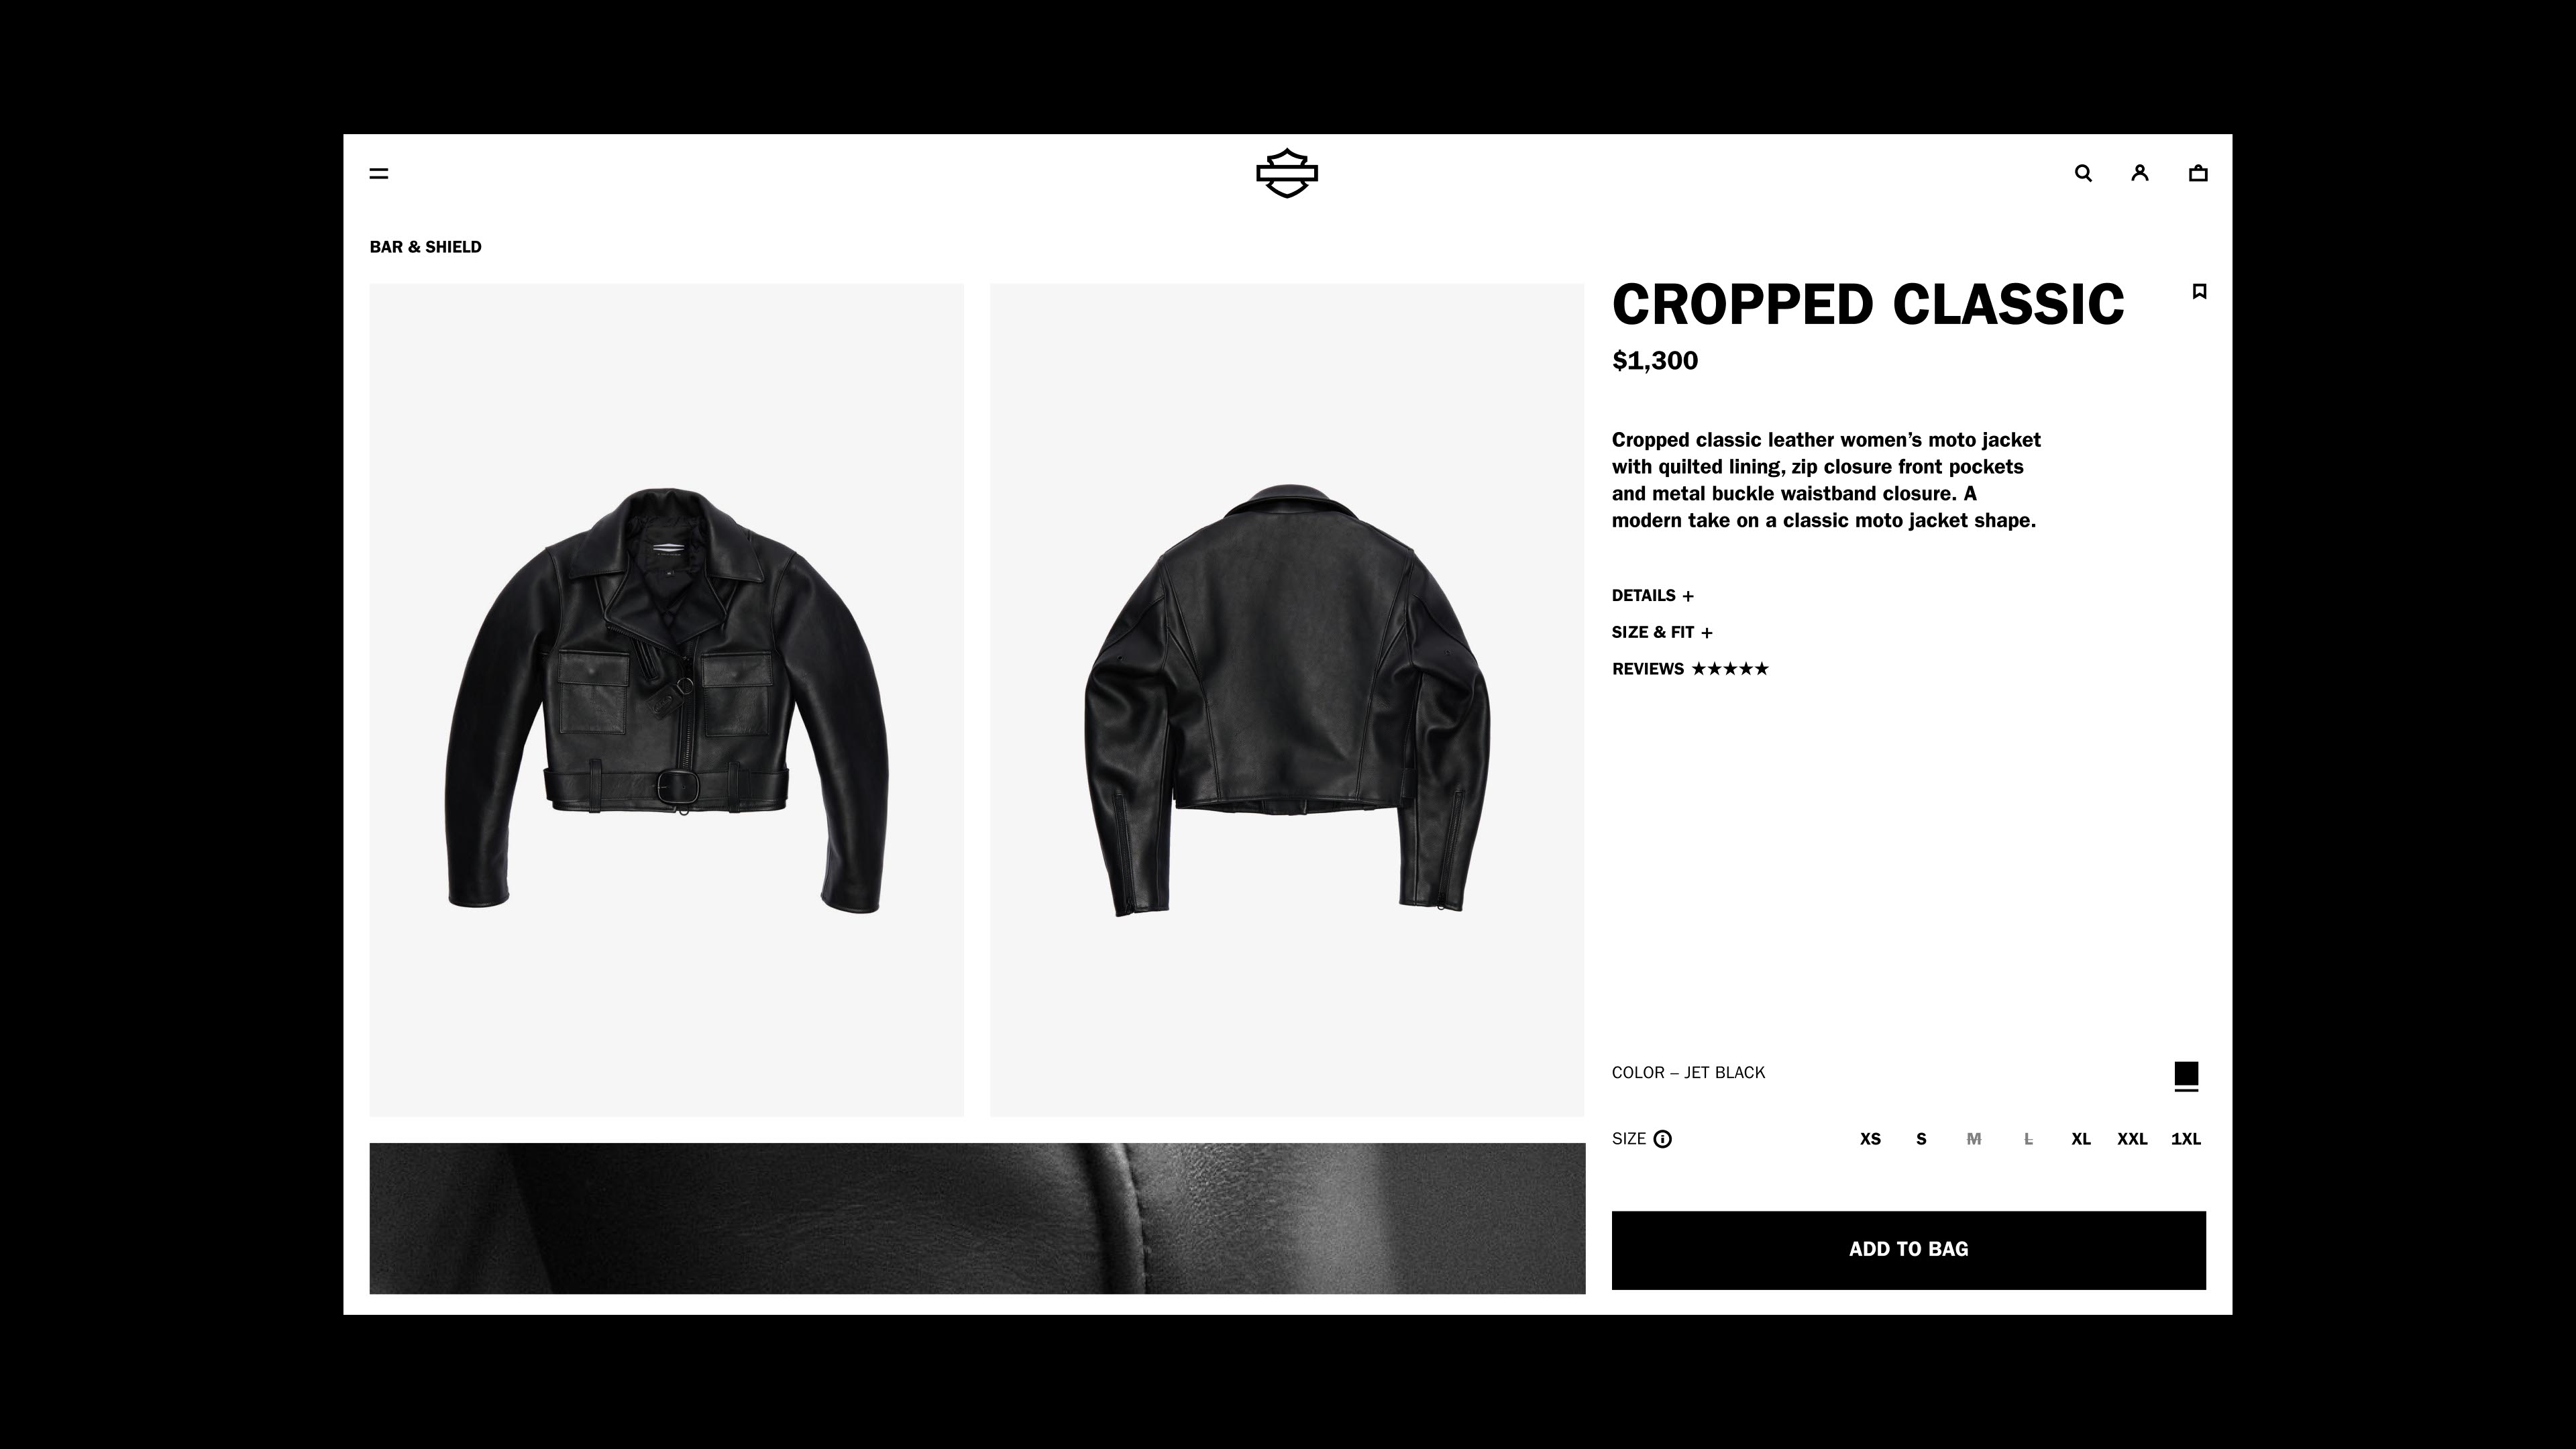 BAR & SHIELD
CROPPED CLASSIC
$1,300
Cropped classic leather women’s moto jacket
with quilted lining, zip closure front pockets
and metal buckle waistband closure. A
modern take on a classic moto jacket shape.
DETAILS +
SIZE & FIT +
REVIEWS ★★★★★
COLOR – JET BLACK
SIZE XS S M L XL XXL 1XL
ADD TO BAG